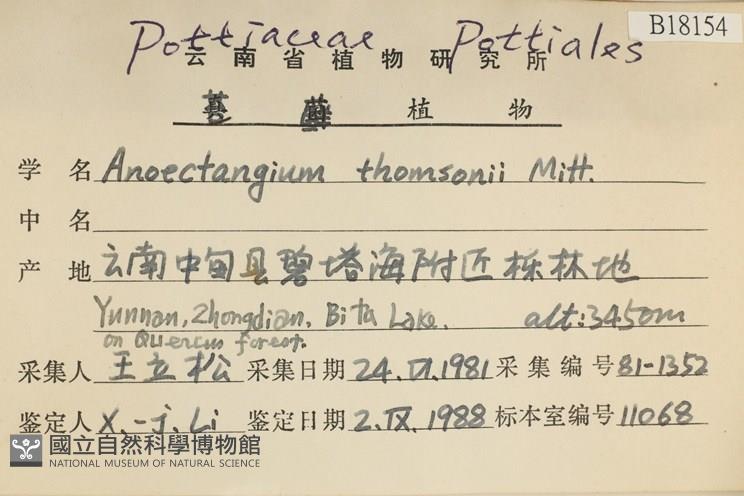 B18154
Pottiaceae Pottiales
云南省植物研究所
植物
学名 Anoectangium thomsonii Mitt.
中名
产地 云南中甸县碧塔海附近栎林地
Yunnan, Zhongdian, Bita Lake. alt: 3450m
on Quercus forest.
采集人 王立松 采集日期 24.VI.1981 采集编号 81-1352
鉴定人 X.-j. Li 鉴定日期 2.IX.1988 标本室编号 11068
國立自然科學博物館
NATIONAL MUSEUM OF NATURAL SCIENCE